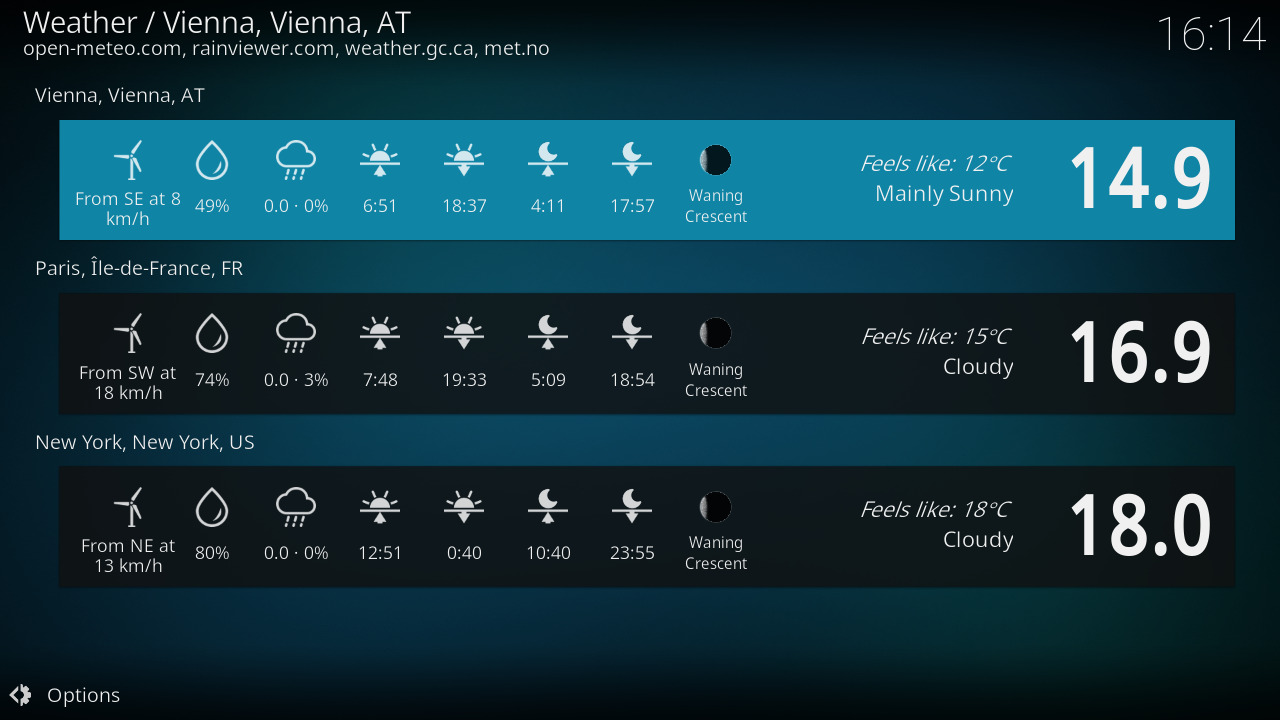 Weather / Vienna, Vienna, AT
16:14
open-meteo.com, rainviewer.com, weather.gc.ca, met.no
Vienna, Vienna, AT
From SE at 8
km/h
49%
0.0 · 0%
6:51
18:37
4:11
17:57
Waning
Crescent
Feels like: 12°C
Mainly Sunny
14.9
Paris, Île-de-France, FR
From SW at
18 km/h
74%
0.0 · 3%
7:48
19:33
5:09
18:54
Waning
Crescent
Feels like: 15°C
Cloudy
16.9
New York, New York, US
From NE at
13 km/h
80%
0.0 · 0%
12:51
0:40
10:40
23:55
Waning
Crescent
Feels like: 18°C
Cloudy
18.0
Options